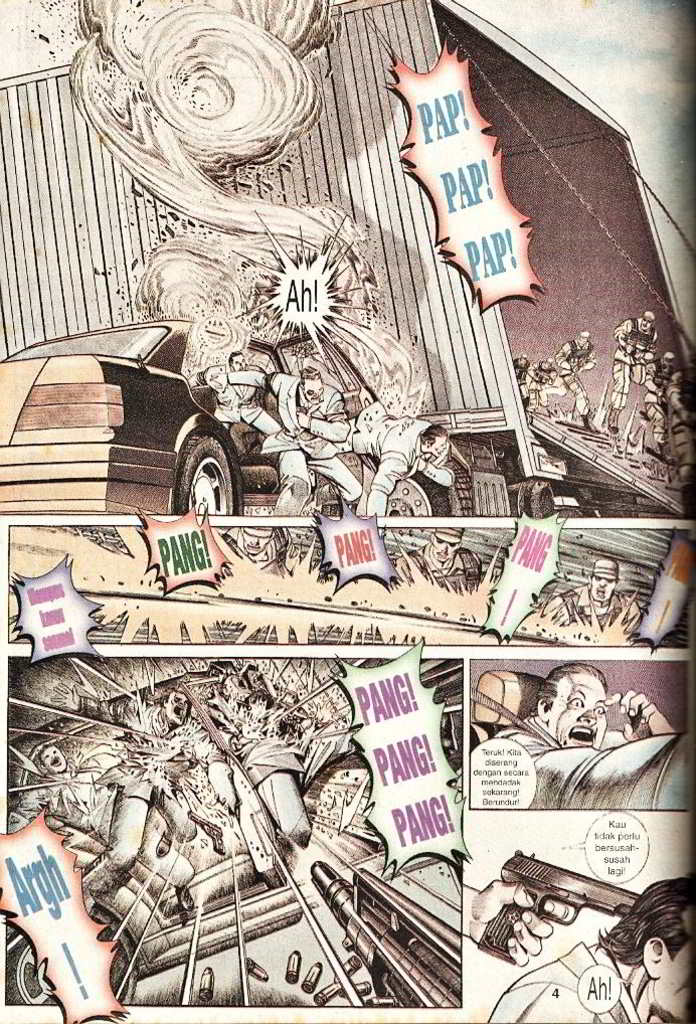 PAP!
PAP!
PAP!
Ah!
PANG!
PANG!
PANG
!
!
PANG!
PANG!
PANG!
Teruk! Kita
diserang
dengan secara
mendadak
sekarang!
Berundur!
Kau
tidak perlu
bersusah-
susah
lagi!
Argh
!
4
Ah!